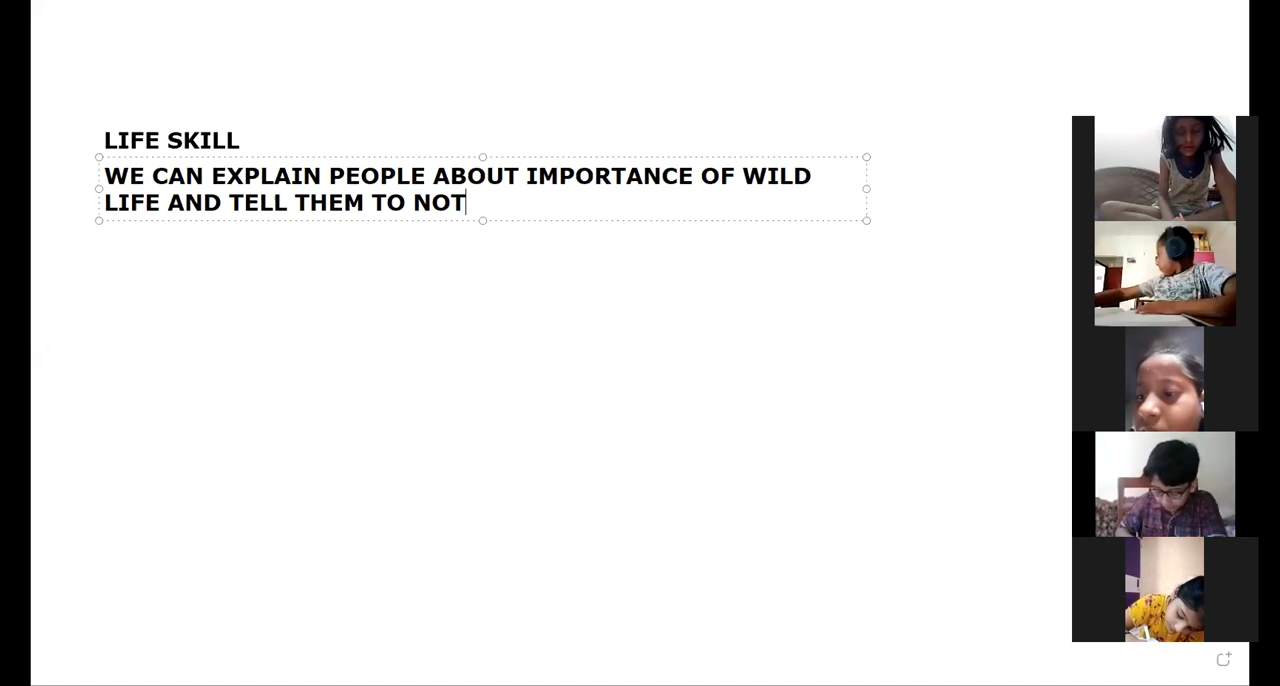 LIFE SKILL
WE CAN EXPLAIN PEOPLE ABOUT IMPORTANCE OF WILD
LIFE AND TELL THEM TO NOT